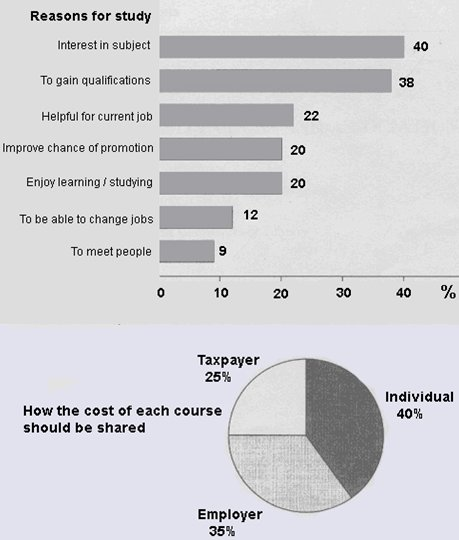 Reasons for study
Interest in subject 40
To gain qualifications 38
Helpful for current job 22
Improve chance of promotion 20
Enjoy learning / studying 20
To be able to change jobs 12
To meet people 9
0 10 20 30 40 %
Taxpayer
25%
Individual
40%
How the cost of each course
should be shared
Employer
35%